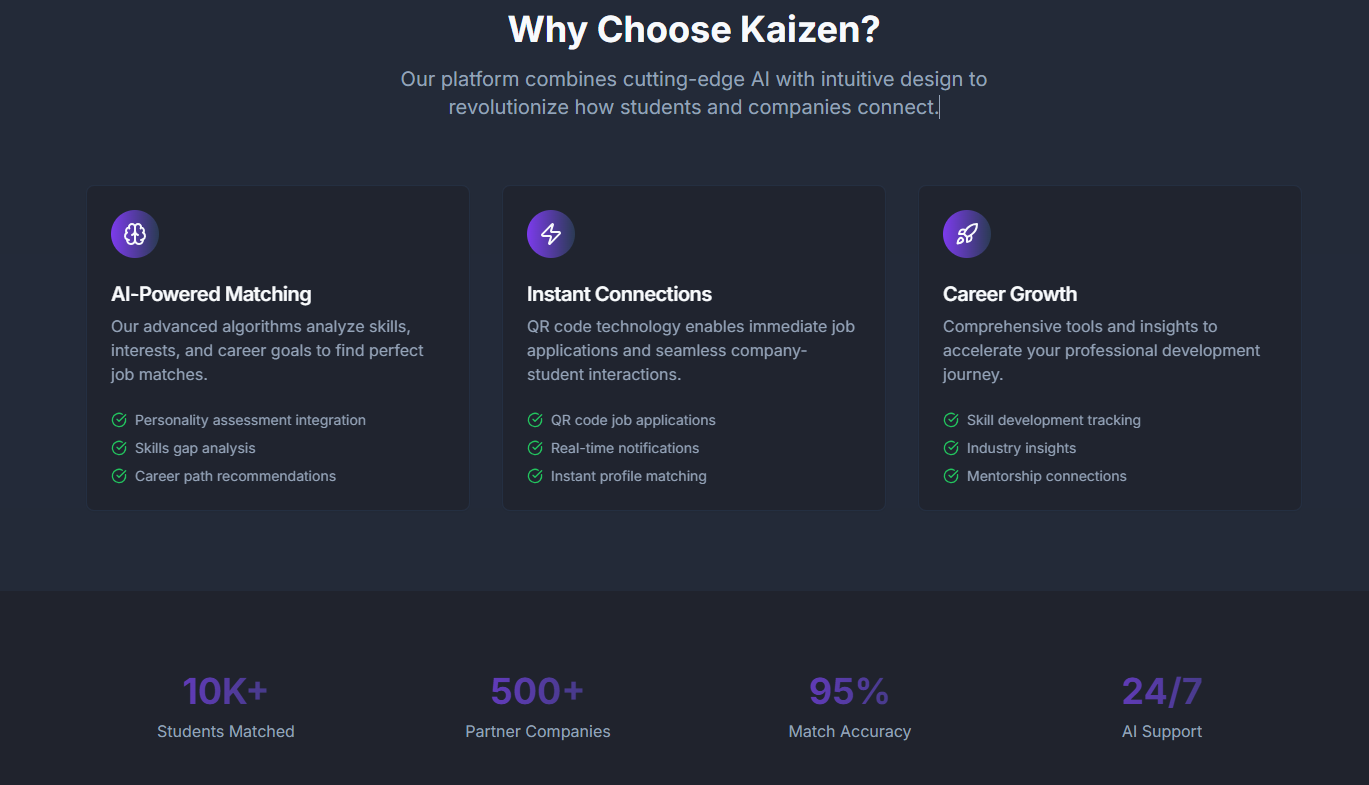 Why Choose Kaizen?
Our platform combines cutting-edge AI with intuitive design to
revolutionize how students and companies connect.
AI-Powered Matching
Our advanced algorithms analyze skills,
interests, and career goals to find perfect
job matches.
Personality assessment integration
Skills gap analysis
Career path recommendations
Instant Connections
QR code technology enables immediate job
applications and seamless company-
student interactions.
QR code job applications
Real-time notifications
Instant profile matching
Career Growth
Comprehensive tools and insights to
accelerate your professional development
journey.
Skill development tracking
Industry insights
Mentorship connections
10K+
Students Matched
500+
Partner Companies
95%
Match Accuracy
24/7
AI Support